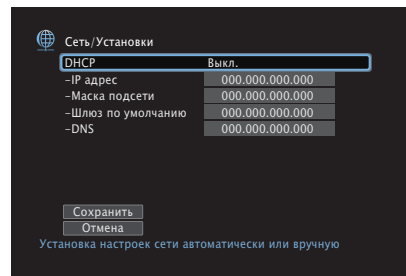 Сеть/Установки
DHCP Выкл.
–IP адрес 000.000.000.000
–Маска подсети 000.000.000.000
–Шлюз по умолчанию 000.000.000.000
–DNS 000.000.000.000
Сохранить
Отмена
Установка настроек сети автоматически или вручную